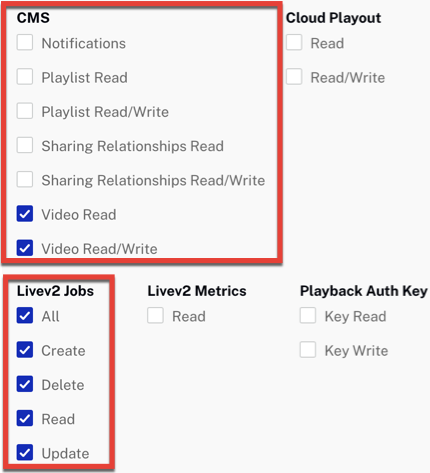 CMS
Notifications
Playlist Read
Playlist Read/Write
Sharing Relationships Read
Sharing Relationships Read/Write
Video Read
Video Read/Write
Cloud Playout
Read
Read/Write
Livev2 Jobs
All
Create
Delete
Read
Update
Livev2 Metrics
Read
Playback Auth Key
Key Read
Key Write